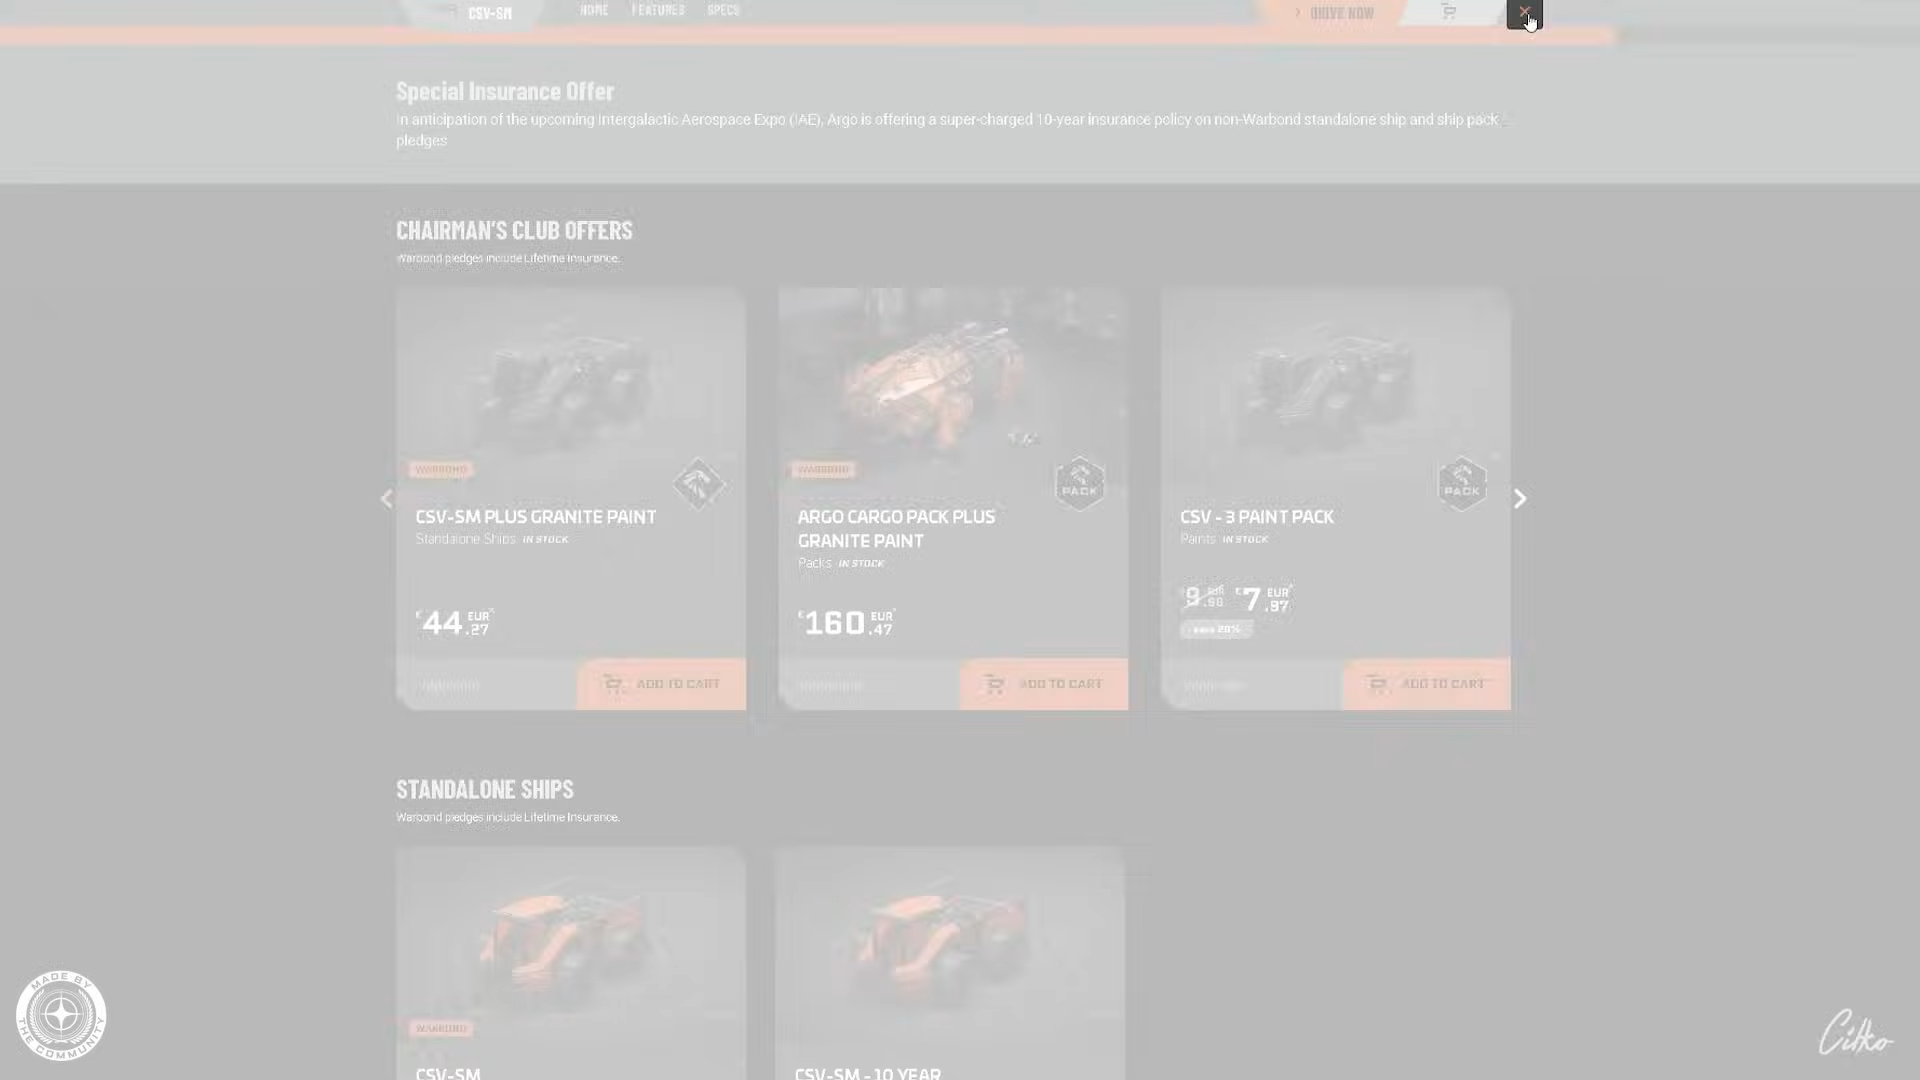 CSV-SM
HOME
FEATURES
SPECS
DRIVE NOW
Special Insurance Offer
In anticipation of the upcoming Intergalactic Aerospace Expo (IAE), Argo is offering a super-charged 10-year insurance policy on non-Warbond standalone ship and ship pack
pledges
CHAIRMAN'S CLUB OFFERS
Warbond pledges include Lifetime Insurance.
WARBOND
CSV-SM PLUS GRANITE PAINT
Standalone Ships IN STOCK
€44.27 EUR
ADD TO CART
WARBOND
PACK
ARGO CARGO PACK PLUS
GRANITE PAINT
Packs IN STOCK
€160.47 EUR
ADD TO CART
PACK
CSV - 3 PAINT PACK
Paints IN STOCK
€7.97 EUR
20%
ADD TO CART
STANDALONE SHIPS
Warbond pledges include Lifetime Insurance.
WARBOND
CSV-SM
CSV-SM - 10 YEAR
MADE BY
THE COMMUNITY
Citko